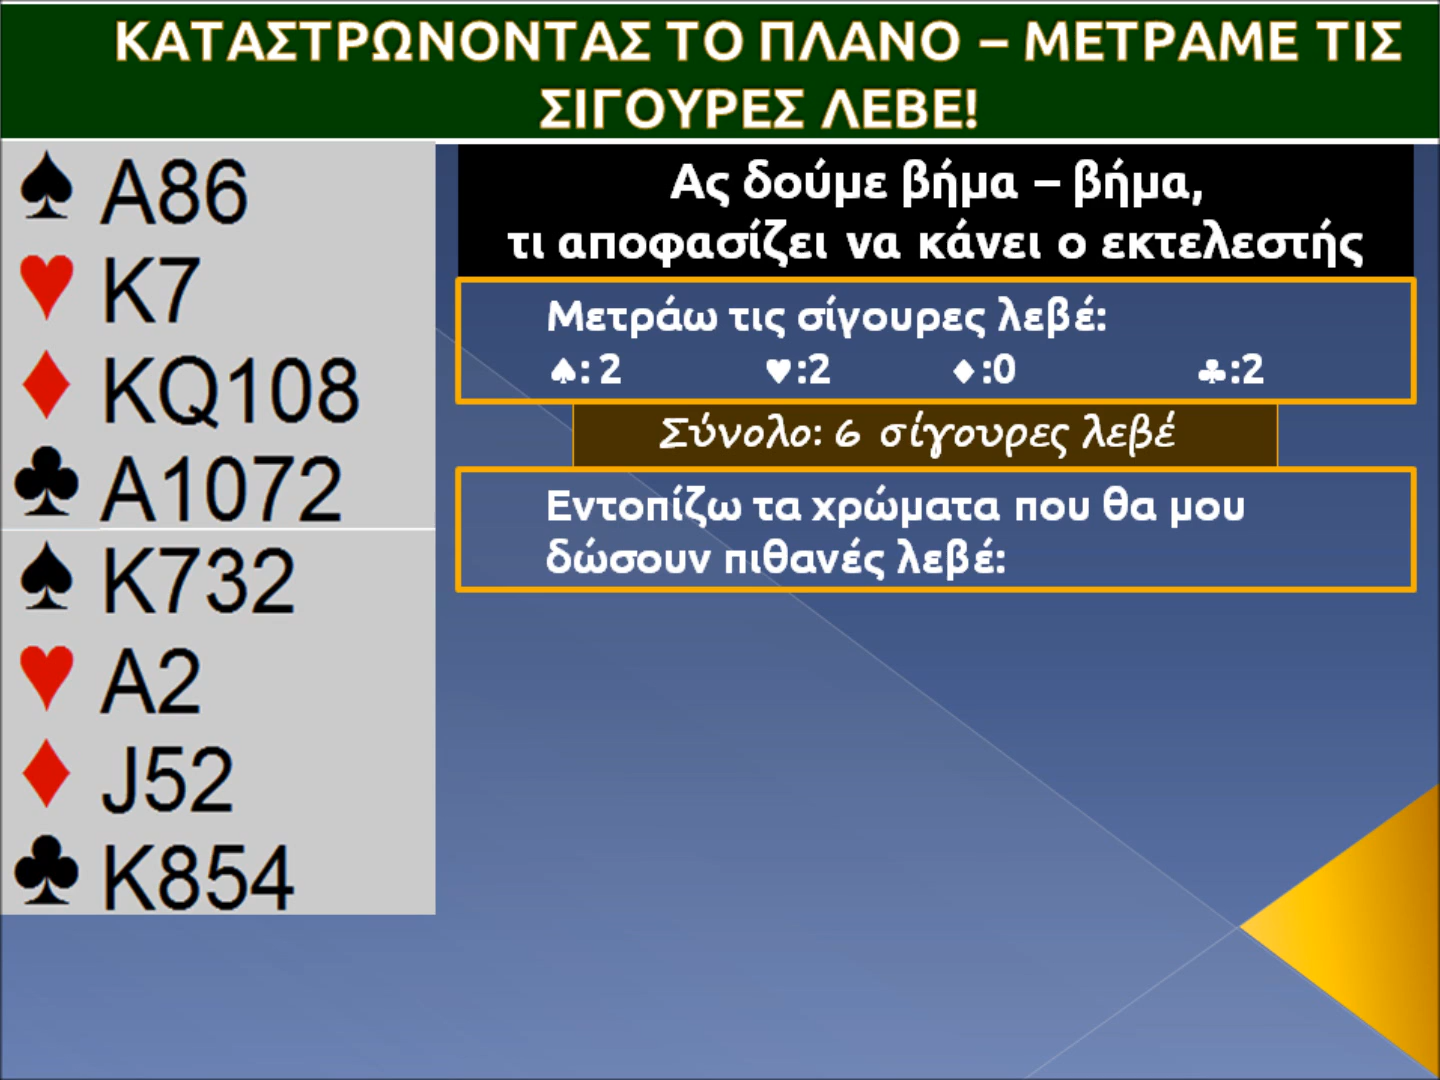 ΚΑΤΑΣΤΡΩΝΟΝΤΑΣ ΤΟ ΠΛΑΝΟ – ΜΕΤΡΑΜΕ ΤΙΣ
ΣΙΓΟΥΡΕΣ ΛΕΒΕ!
♠ A86
♥ K7
♦ KQ108
♣ A1072
♠ K732
♥ A2
♦ J52
♣ K854
Ας δούμε βήμα – βήμα,
τι αποφασίζει να κάνει ο εκτελεστής
Μετράω τις σίγουρες λεβέ:
♠: 2 ♥:2 ♦:0 ♣:2
Σύνολο: 6 σίγουρες λεβέ
Εντοπίζω τα χρώματα που θα μου
δώσουν πιθανές λεβέ: